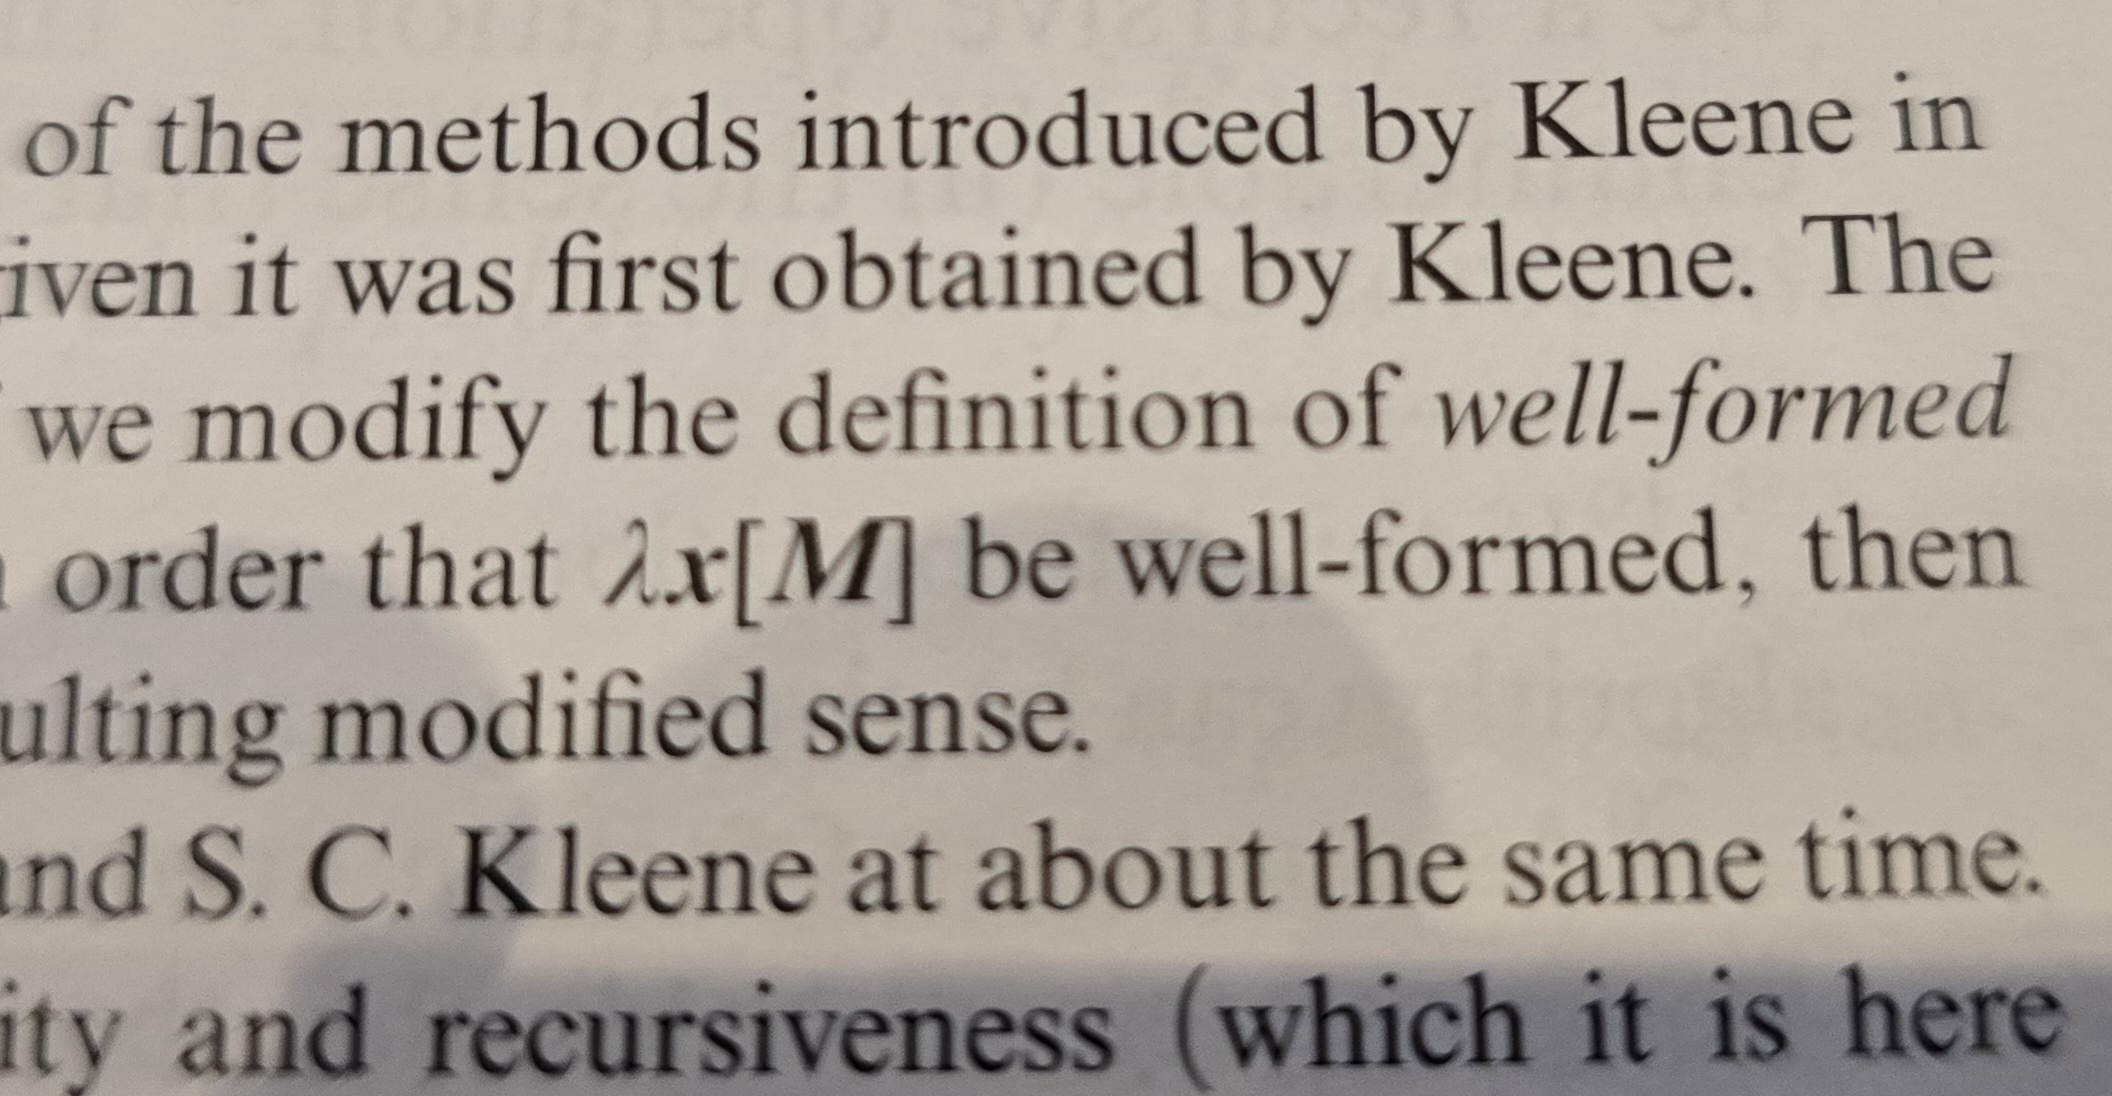 of the methods introduced by Kleene in
iven it was first obtained by Kleene. The
we modify the definition of well-formed
order that λx[M] be well-formed, then
ulting modified sense.
and S. C. Kleene at about the same time.
ity and recursiveness (which it is here